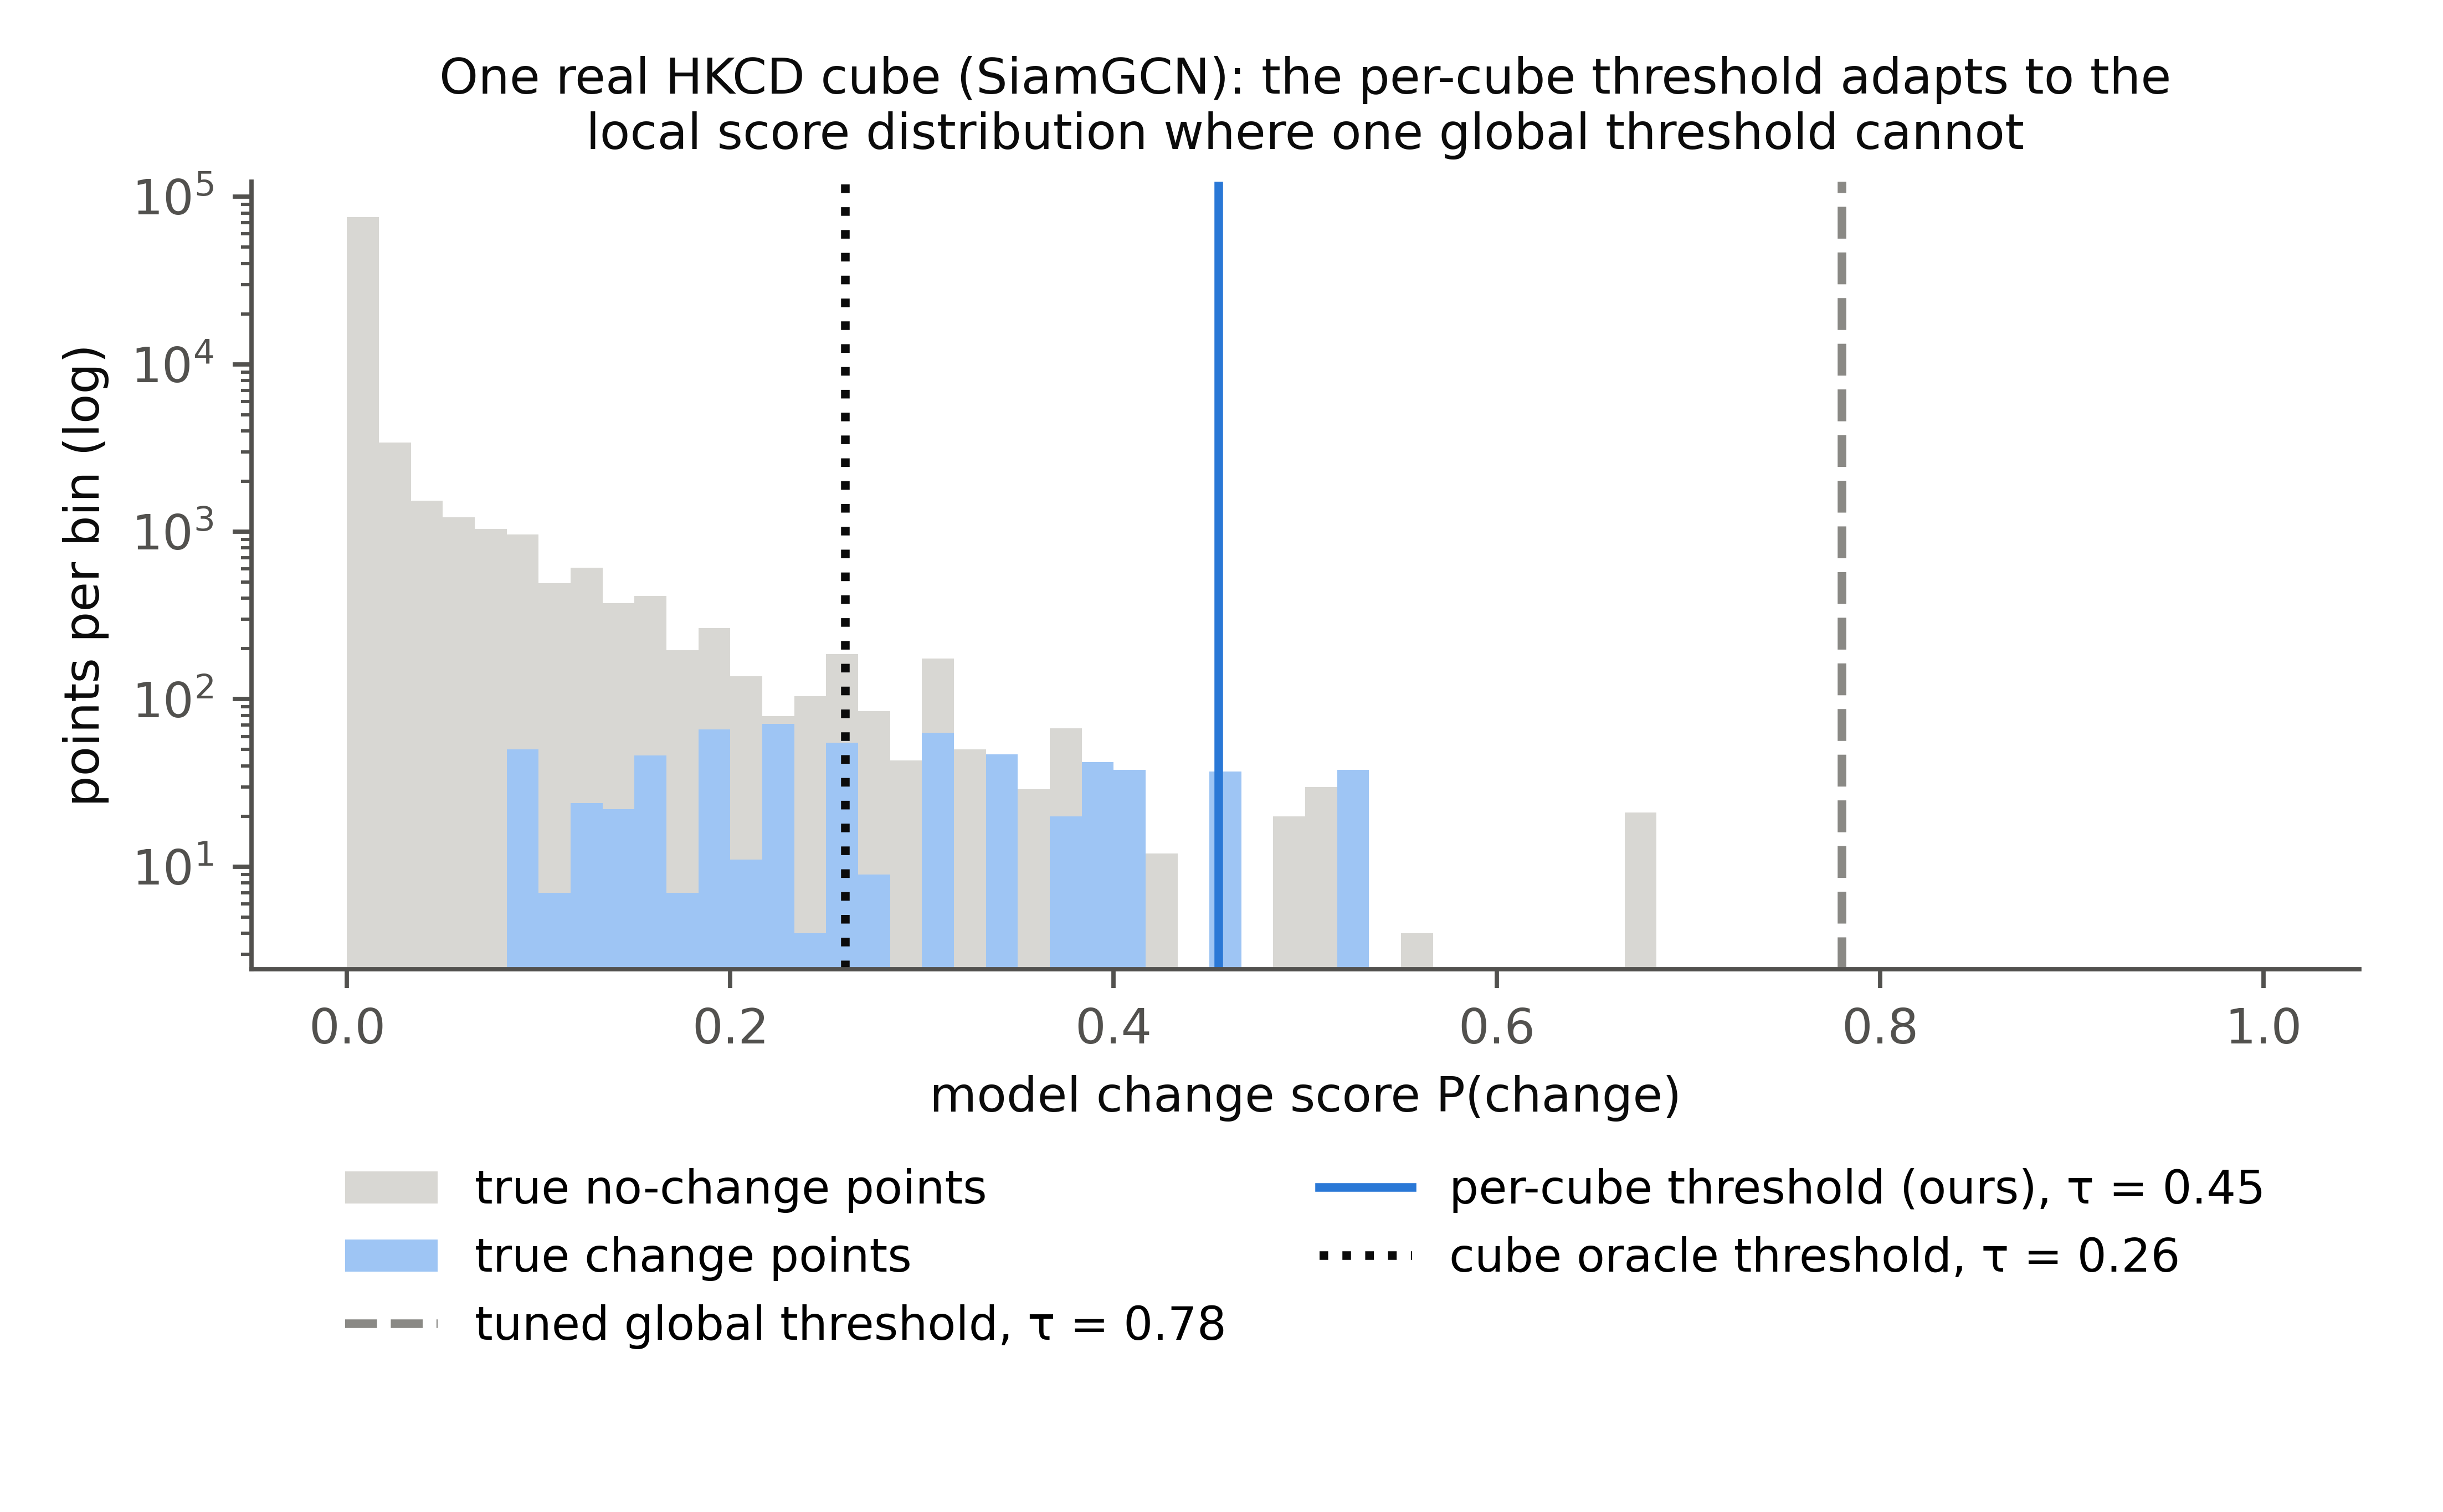 One real HKCD cube (SiamGCN): the per-cube threshold adapts to the
local score distribution where one global threshold cannot
points per bin (log)
10⁵
10⁴
10³
10²
10¹
0.0 0.2 0.4 0.6 0.8 1.0
model change score P(change)
true no-change points
true change points
tuned global threshold, τ = 0.78
per-cube threshold (ours), τ = 0.45
cube oracle threshold, τ = 0.26